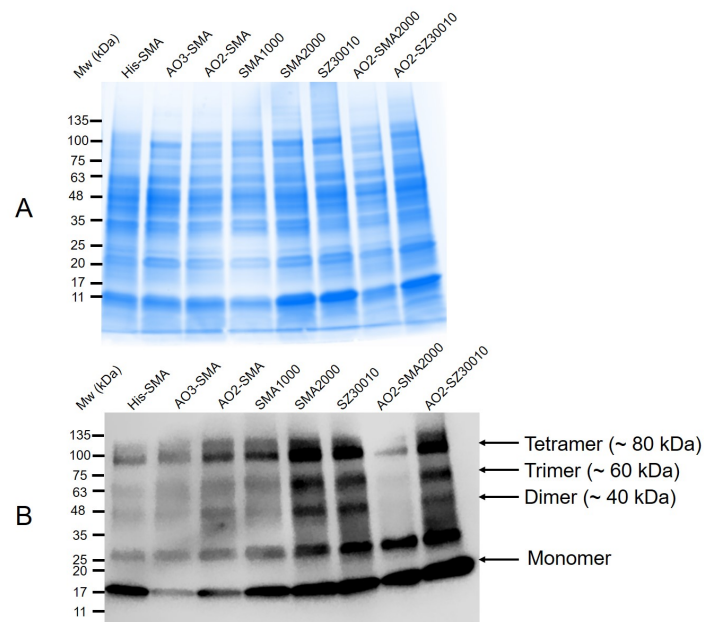 Mw (kDa) His-SMA AO3-SMA AO2-SMA SMA1000 SMA2000 SZ30010 AO2-SMA2000 AO2-SZ30010
135
100
75
63
48
35
25
20
17
11
A
Mw (kDa) His-SMA AO3-SMA AO2-SMA SMA1000 SMA2000 SZ30010 AO2-SMA2000 AO2-SZ30010
135
100
75
63
48
35
25
20
17
11
B
Tetramer (~ 80 kDa)
Trimer (~ 60 kDa)
Dimer (~ 40 kDa)
Monomer